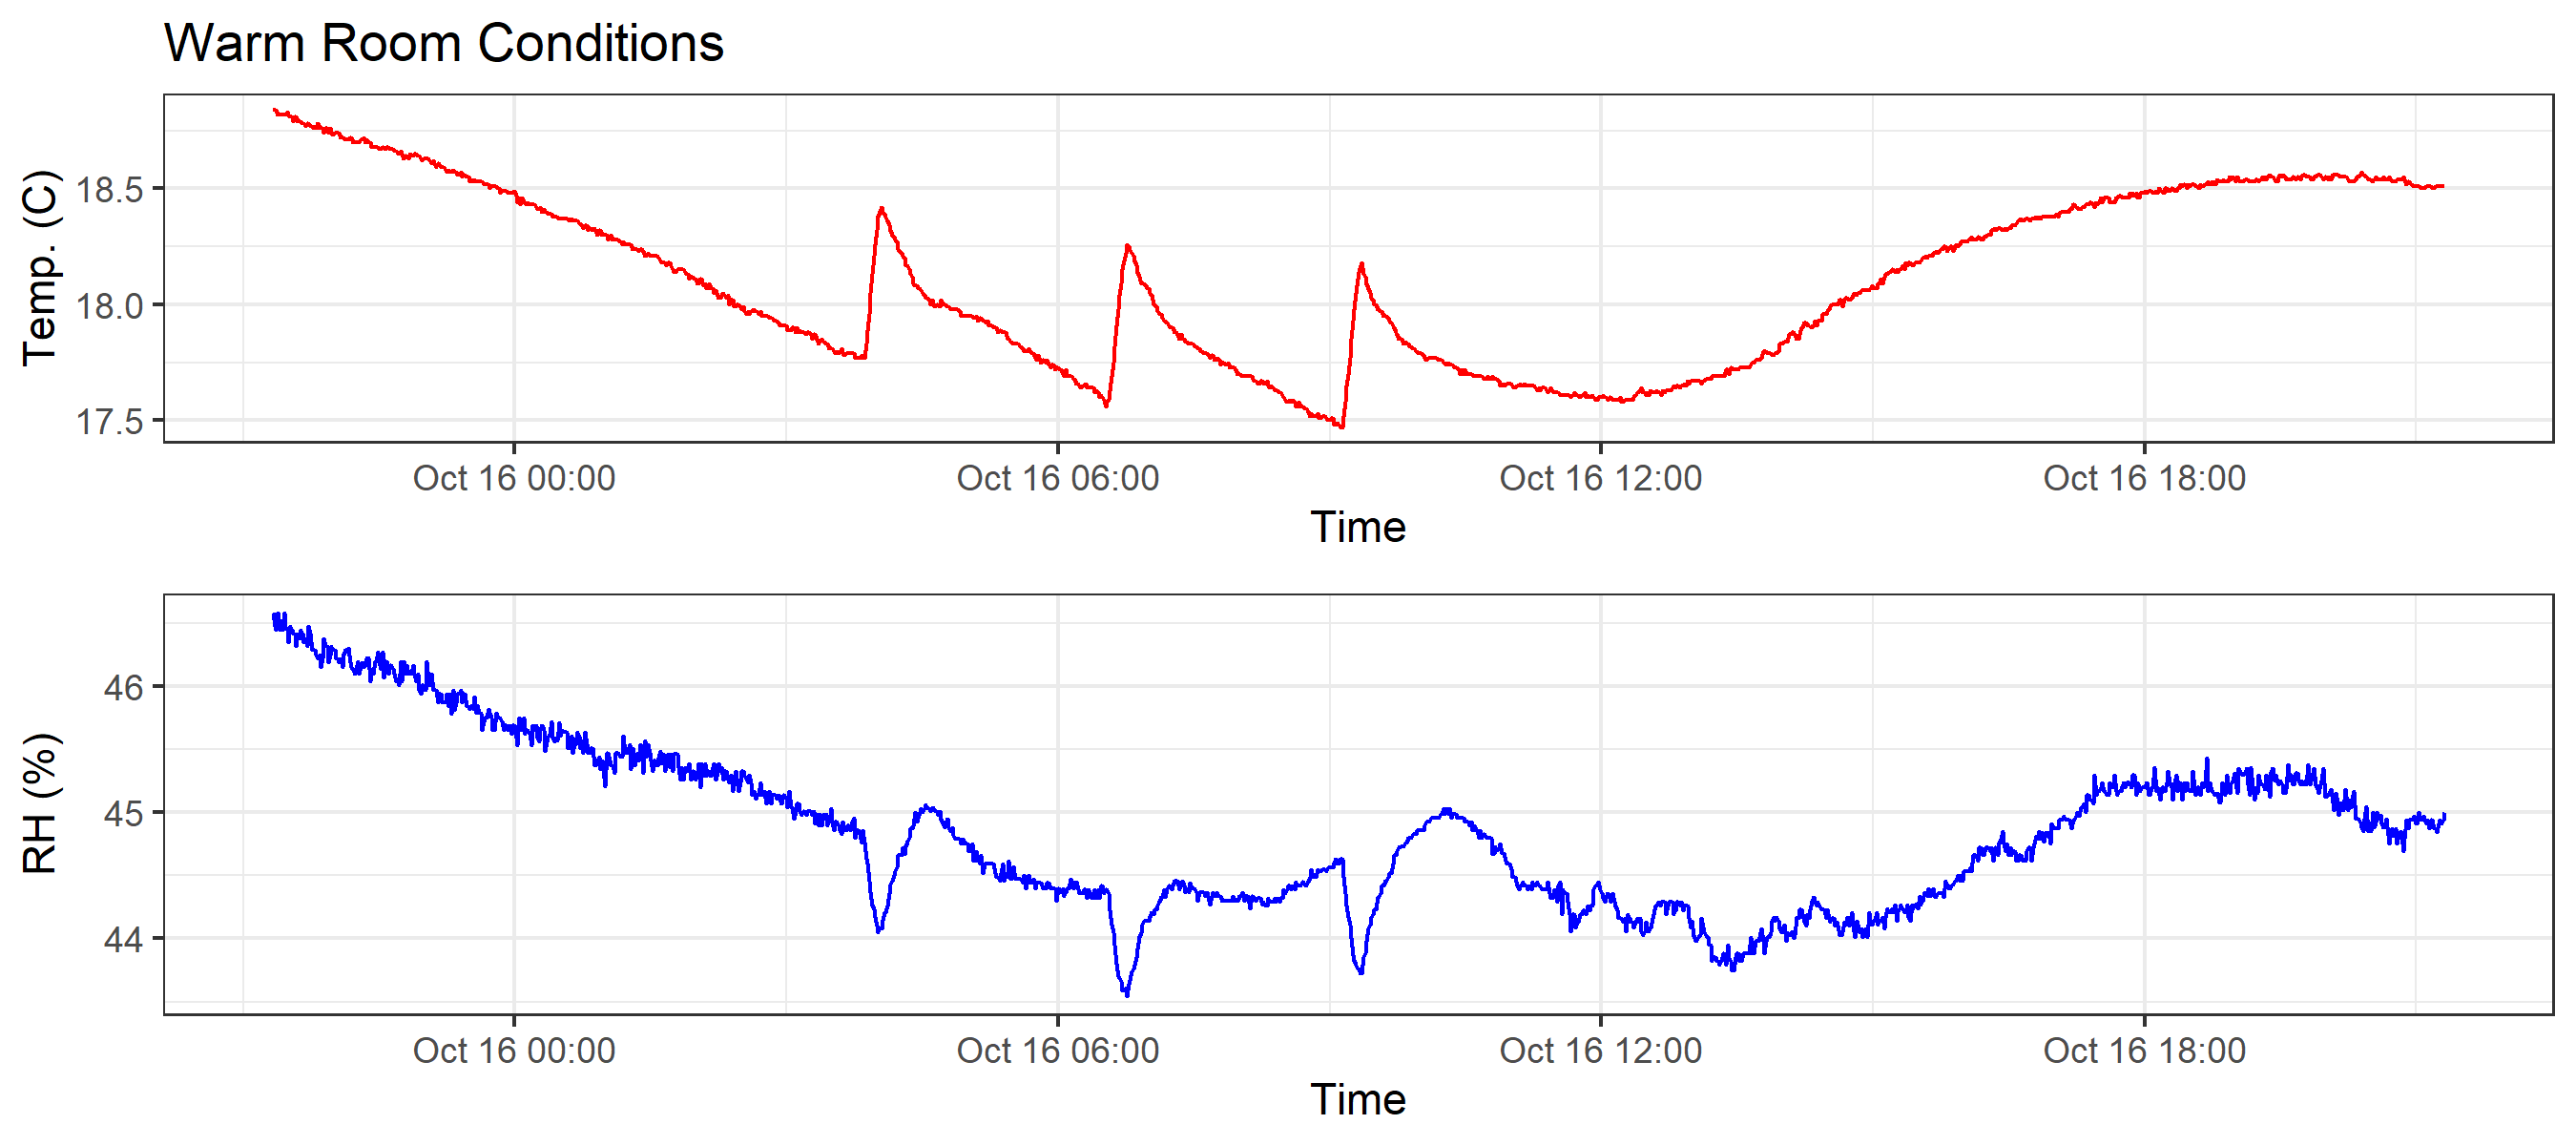 Warm Room Conditions
Temp. (C)
18.5
18.0
17.5
Oct 16 00:00 Oct 16 06:00 Oct 16 12:00 Oct 16 18:00
Time
RH (%)
46
45
44
Oct 16 00:00 Oct 16 06:00 Oct 16 12:00 Oct 16 18:00
Time